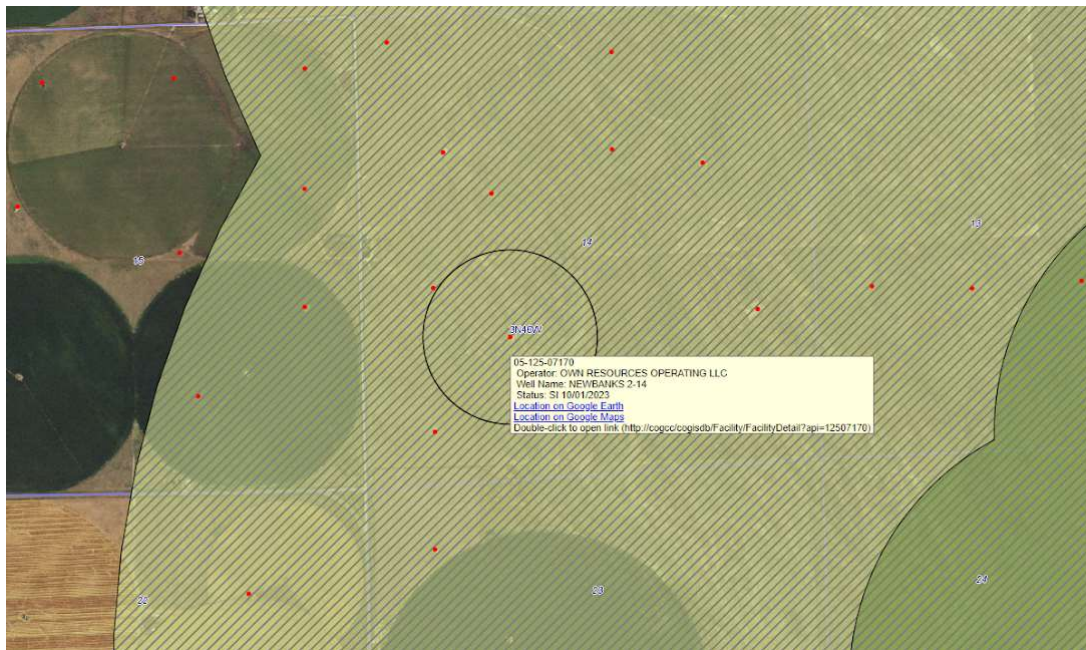 14
13
15
3N46W
05-125-07170
Operator: OWN RESOURCES OPERATING LLC
Well Name: NEWBANKS 2-14
Status: SI 10/01/2023
Location on Google Earth
Location on Google Maps
Double-click to open link (http://cogcc/cogisdb/Facility/FacilityDetail?api=12507170)
22
23
24